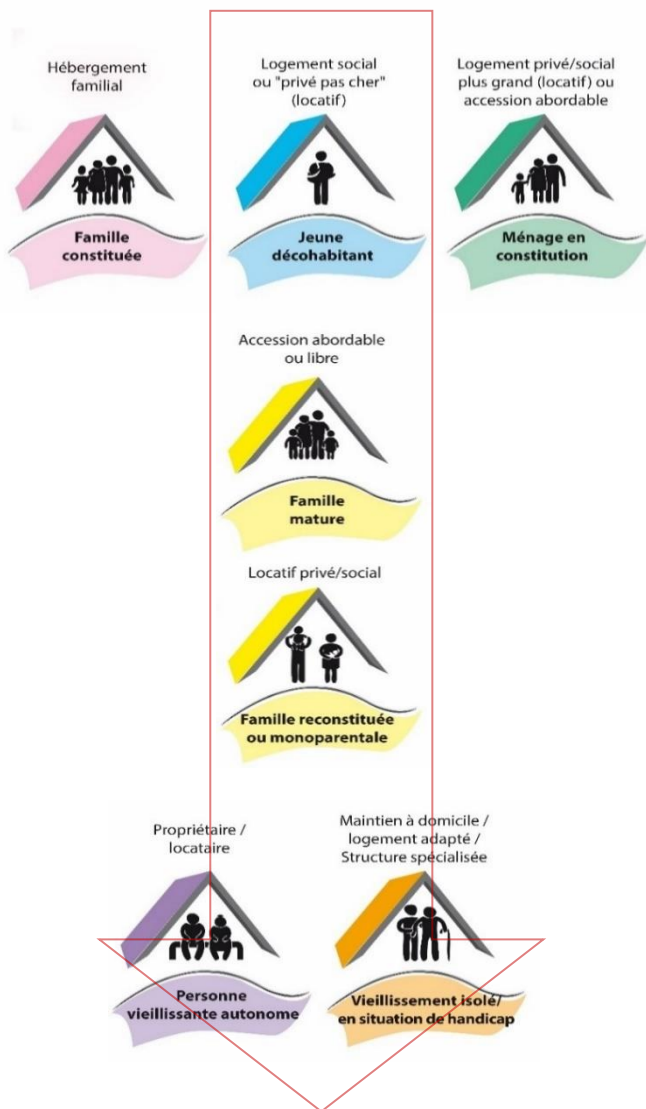 Hébergement
familial
Famille
constituée
Logement social
ou "privé pas cher"
(locatif)
Jeune
décohabitant
Logement privé/social
plus grand (locatif) ou
accession abordable
Ménage en
constitution
Accession abordable
ou libre
Famille
mature
Locatif privé/social
Famille reconstituée
ou monoparentale
Propriétaire /
locataire
Personne
vieillissante autonome
Maintien à domicile /
logement adapté /
Structure spécialisée
Vieillissement isolé/
en situation de handicap